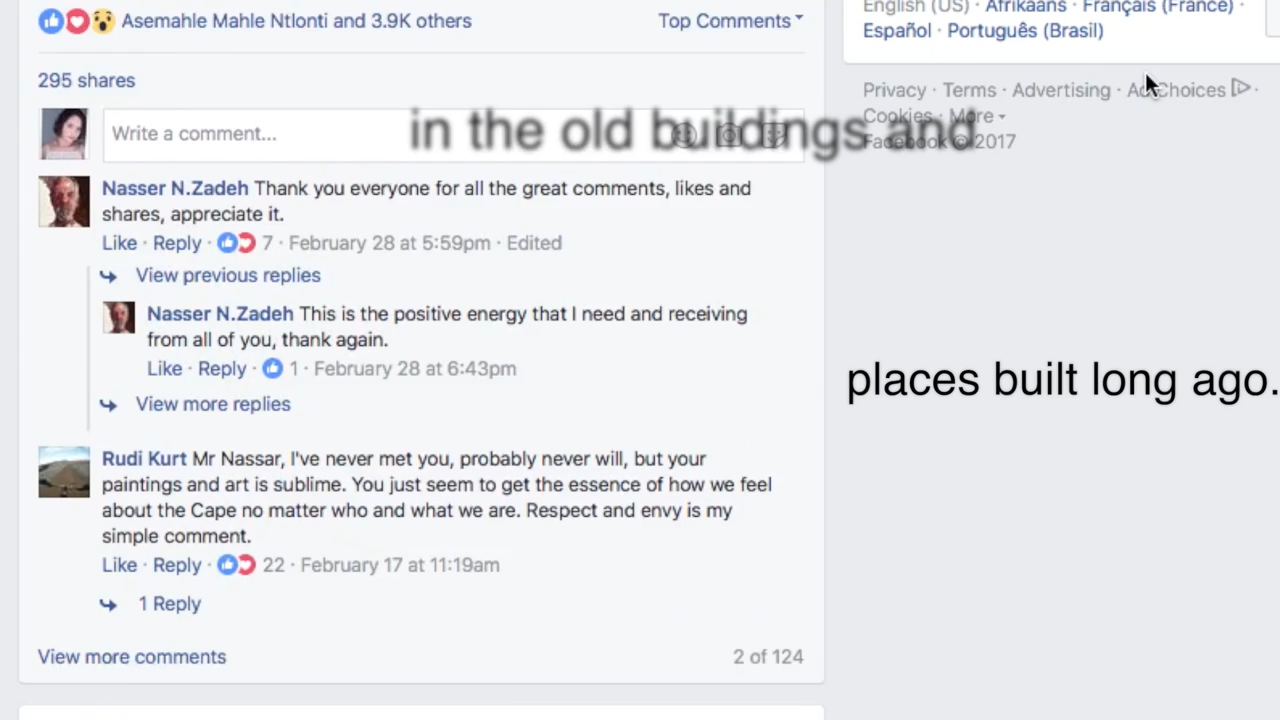 Asemahle Mahle Ntlonti and 3.9K others
Top Comments
295 shares
Write a comment...
in the old buildings and
Nasser N.Zadeh Thank you everyone for all the great comments, likes and
shares, appreciate it.
Like · Reply · 7 · February 28 at 5:59pm · Edited
View previous replies
Nasser N.Zadeh This is the positive energy that I need and receiving
from all of you, thank again.
Like · Reply · 1 · February 28 at 6:43pm
View more replies
Rudi Kurt Mr Nassar, I've never met you, probably never will, but your
paintings and art is sublime. You just seem to get the essence of how we feel
about the Cape no matter who and what we are. Respect and envy is my
simple comment.
Like · Reply · 22 · February 17 at 11:19am
1 Reply
View more comments
2 of 124
English (US) · Afrikaans · Français (France) ·
Español · Português (Brasil)
Privacy · Terms · Advertising · Ad Choices ·
Cookies · More
Facebook © 2017
places built long ago.